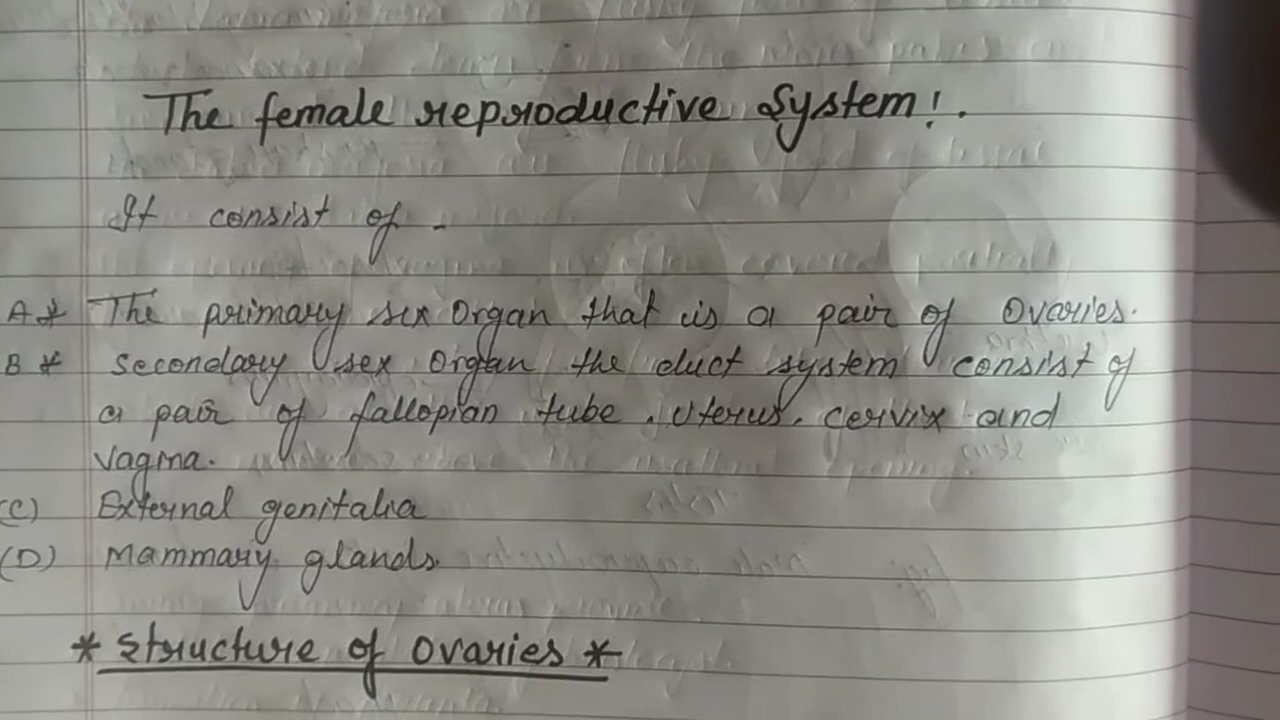 The female reproductive System!.
It consist of -
A* The primary sex Organ that is a pair of Ovaries.
B* Secondary sex Organ the duct system consist of
a pair of fallopian tube, Uterus, cervix and
vagina.
(C) External genitalia
(D) Mammary glands.
* Structure of Ovaries *